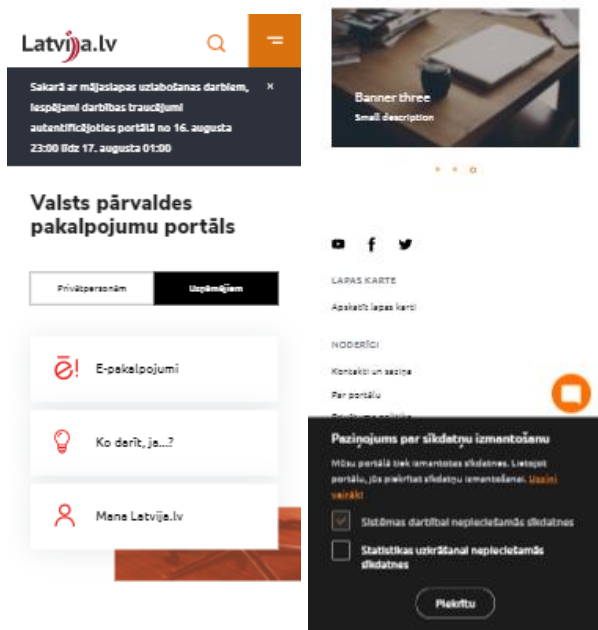 Latvija.lv
Sakarā ar mājaslapas uzlabošanas darbiem,
iespējami darbības traucējumi
autentificējoties portālā no 16. augusta
23:00 līdz 17. augusta 01:00
Valsts pārvaldes
pakalpojumu portāls
Privātpersonām
Uzņēmējiem
ē!
E-pakalpojumi
Ko darīt, ja...?
Mana Latvija.lv
Banner three
Small description
LAPAS KARTE
Apskatīt lapas karti
NODERĪGI
Kontakti un saziņa
Par portālu
Privātuma politika
Paziņojums par sīkdatņu izmantošanu
Mūsu portālā tiek izmantotas sīkdatnes. Lietojot
portālu, jūs piekrītat sīkdatņu izmantošanai. Uzzini
vairāk!
Sistēmas darbībai nepieciešamās sīkdatnes
Statistikas uzkrāšanai nepieciešamās
sīkdatnes
Piekrītu